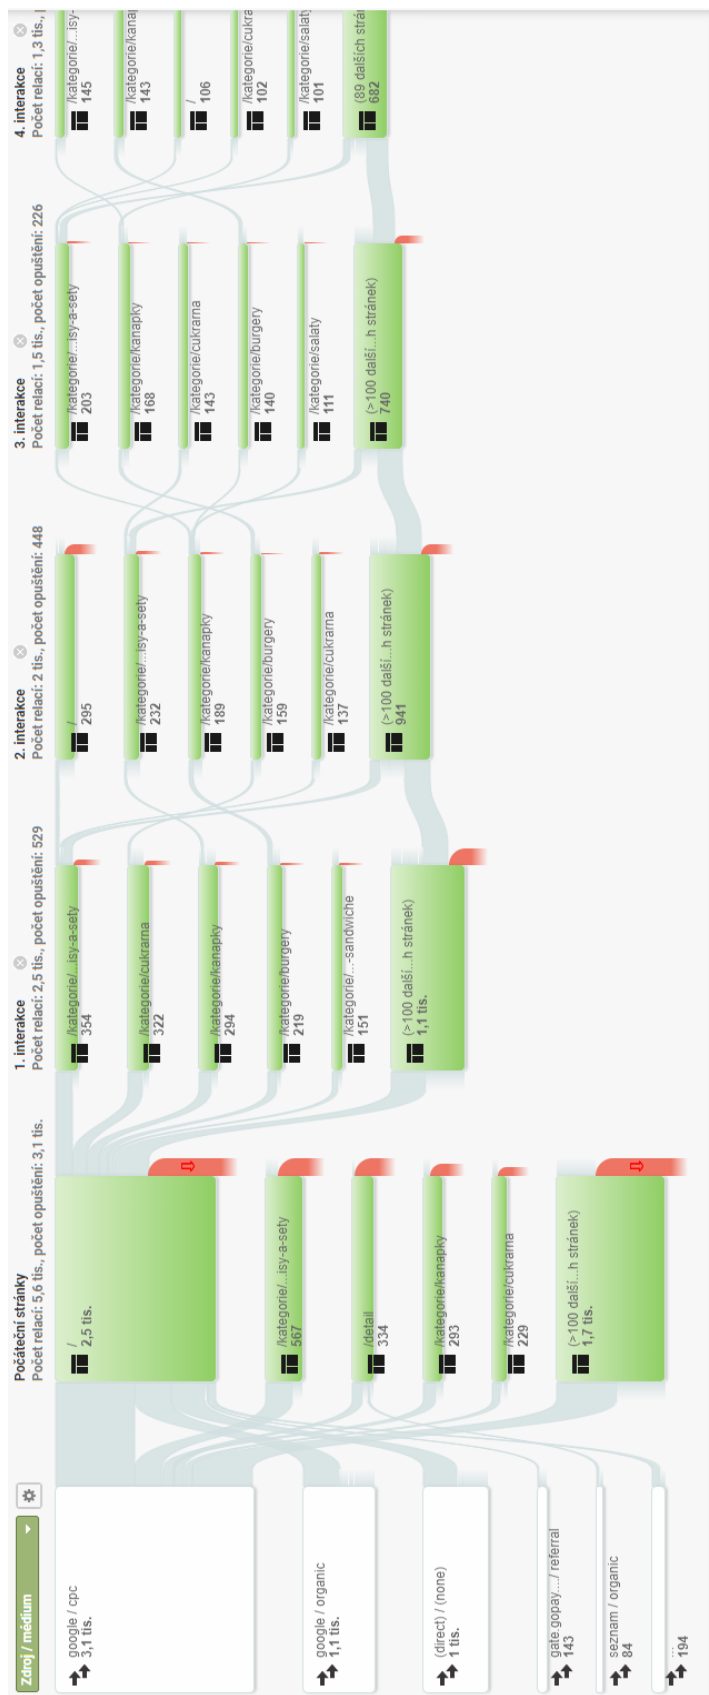 Zdroj / médium
google / cpc
3,1 tis.
google / organic
1,1 tis.
(direct) / (none)
1 tis.
gate.gopay..../ referral
143
seznam / organic
84
...
194
Počáteční stránky
Počet relací: 5,6 tis., počet opuštění: 3,1 tis.
/
2,5 tis.
/kategorie/...isy-a-sety
567
/detail
334
/kategorie/kanapky
293
/kategorie/cukrarna
229
(>100 další...h stránek)
1,7 tis.
1. interakce
Počet relací: 2,5 tis., počet opuštění: 529
/kategorie/...isy-a-sety
354
/kategorie/cukrarna
322
/kategorie/kanapky
294
/kategorie/burgery
219
/kategorie/...-sandwiche
151
(>100 další...h stránek)
1,1 tis.
2. interakce
Počet relací: 2 tis., počet opuštění: 448
/
295
/kategorie/...isy-a-sety
232
/kategorie/kanapky
189
/kategorie/burgery
159
/kategorie/cukrarna
137
(>100 další...h stránek)
941
3. interakce
Počet relací: 1,5 tis., počet opuštění: 226
/kategorie/...isy-a-sety
203
/kategorie/kanapky
168
/kategorie/cukrarna
143
/kategorie/burgery
140
/kategorie/salaty
111
(>100 další...h stránek)
740
4. interakce
Počet relací: 1,3 tis.,
/kategorie/...isy-
145
/kategorie/kanap
143
/
106
/kategorie/cukra
102
/kategorie/salat
101
(89 dalších strán
682